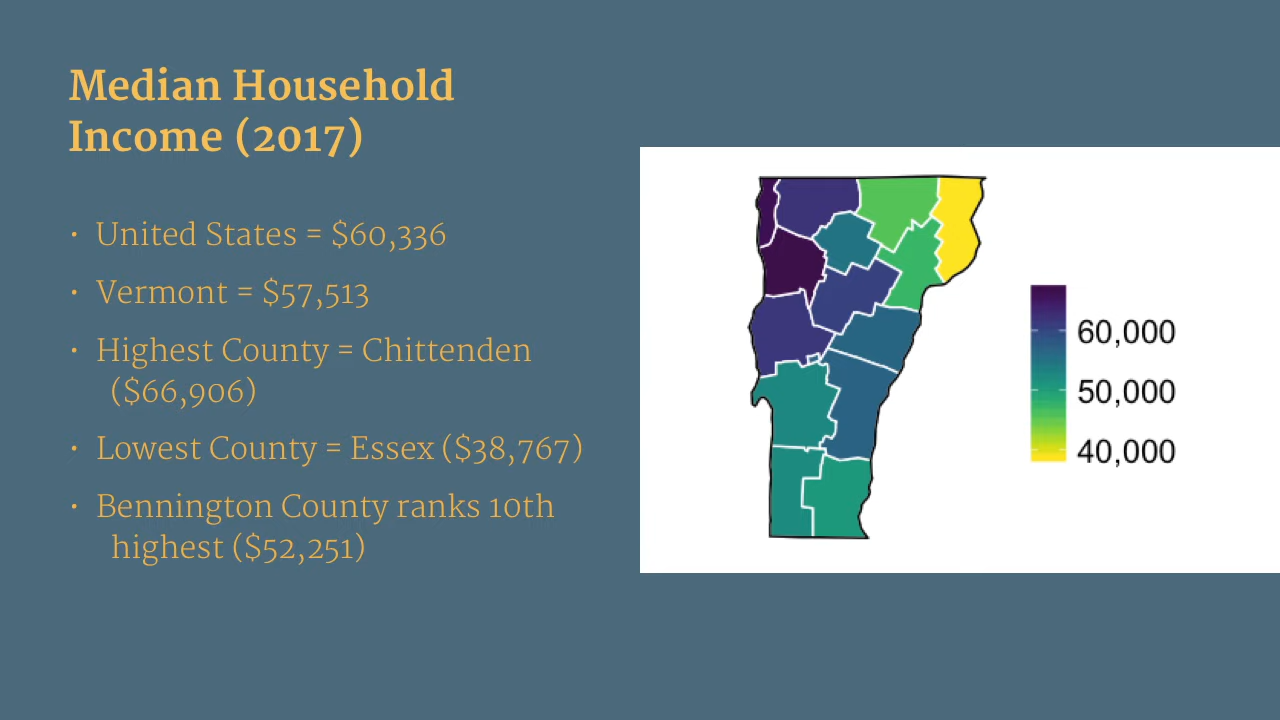 Median Household
Income (2017)
• United States = $60,336
• Vermont = $57,513
• Highest County = Chittenden
($66,906)
• Lowest County = Essex ($38,767)
• Bennington County ranks 10th
highest ($52,251)
60,000
50,000
40,000